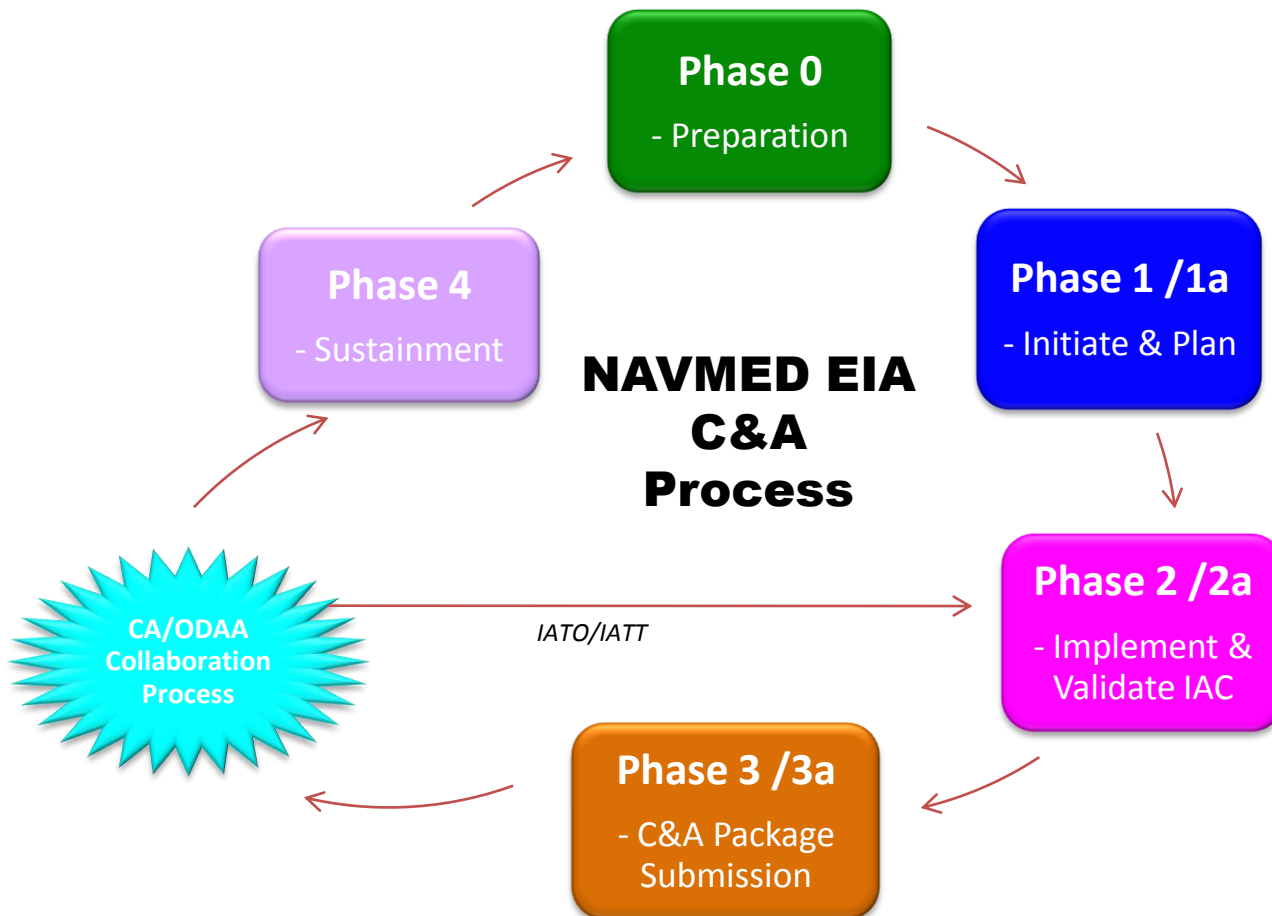 Phase 0
- Preparation
Phase 1 /1a
- Initiate & Plan
Phase 4
- Sustainment
NAVMED EIA
C&A
Process
Phase 2 /2a
- Implement &
Validate IAC
CA/ODAA
Collaboration
Process
IATO/IATT
Phase 3 /3a
- C&A Package
Submission